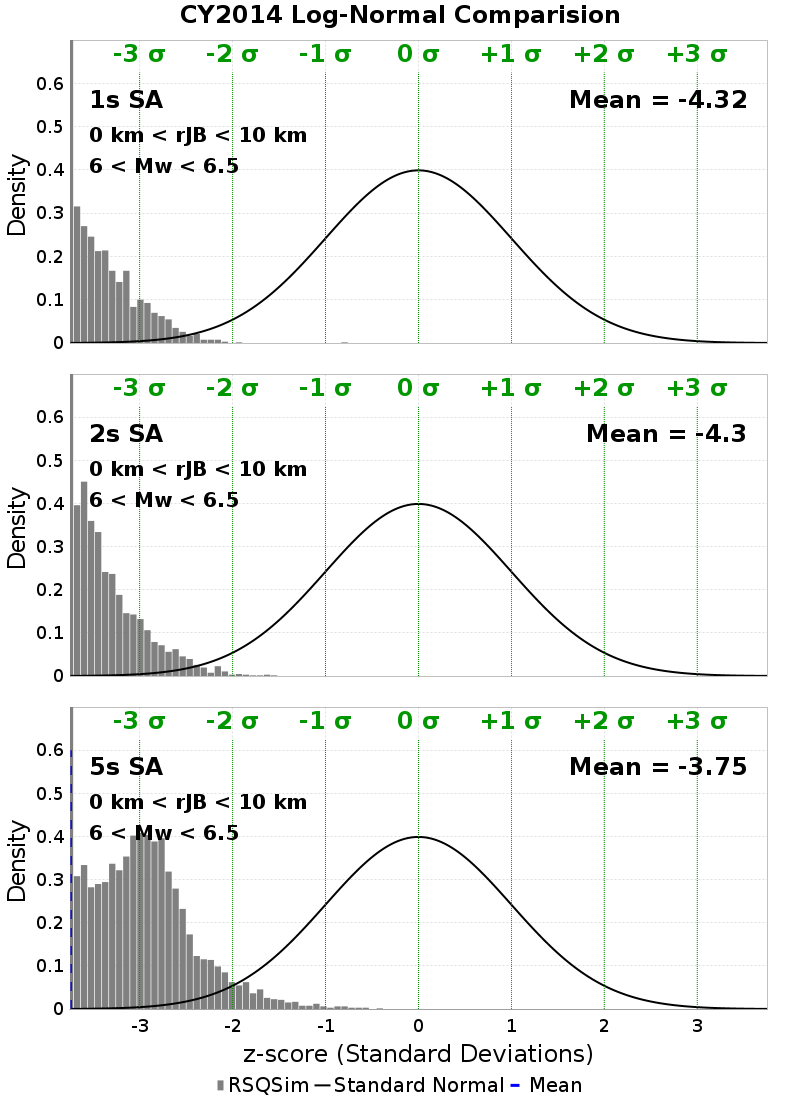 CY2014 Log-Normal Comparision
-3 σ -2 σ -1 σ 0 σ +1 σ +2 σ +3 σ
1s SA
Mean = -4.32
0 km < rJB < 10 km
6 < Mw < 6.5
Density
0.6
0.5
0.4
0.3
0.2
0.1
0
-3 σ -2 σ -1 σ 0 σ +1 σ +2 σ +3 σ
2s SA
Mean = -4.3
0 km < rJB < 10 km
6 < Mw < 6.5
Density
0.6
0.5
0.4
0.3
0.2
0.1
0
-3 σ -2 σ -1 σ 0 σ +1 σ +2 σ +3 σ
5s SA
Mean = -3.75
0 km < rJB < 10 km
6 < Mw < 6.5
Density
0.6
0.5
0.4
0.3
0.2
0.1
0
-3 -2 -1 0 1 2 3
z-score (Standard Deviations)
RSQSim Standard Normal Mean